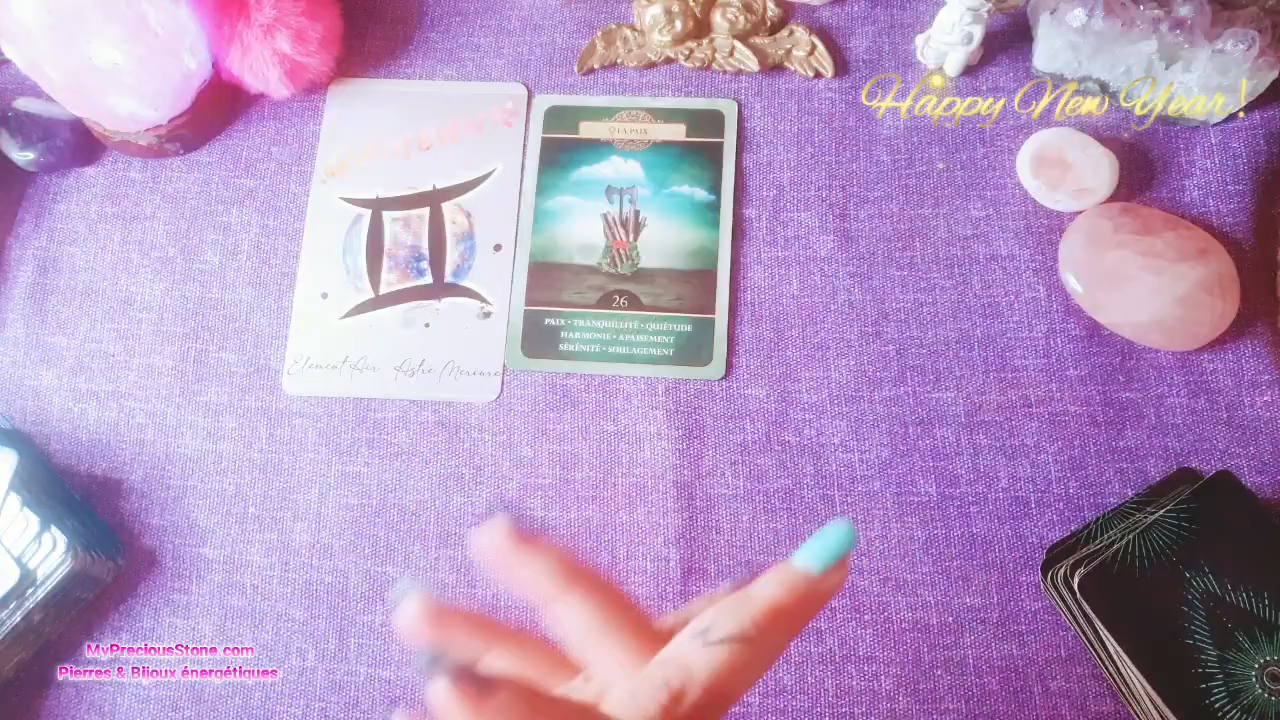 Happy New Year!
LA PAIX
26
PAIX • TRANQUILLITÉ • QUIÉTUDE
HARMONIE • APAISEMENT
SÉRÉNITÉ • SOULAGEMENT
Element Air Astre Mercure
MyPreciousStone.com
Pierres & Bijoux énergétiques